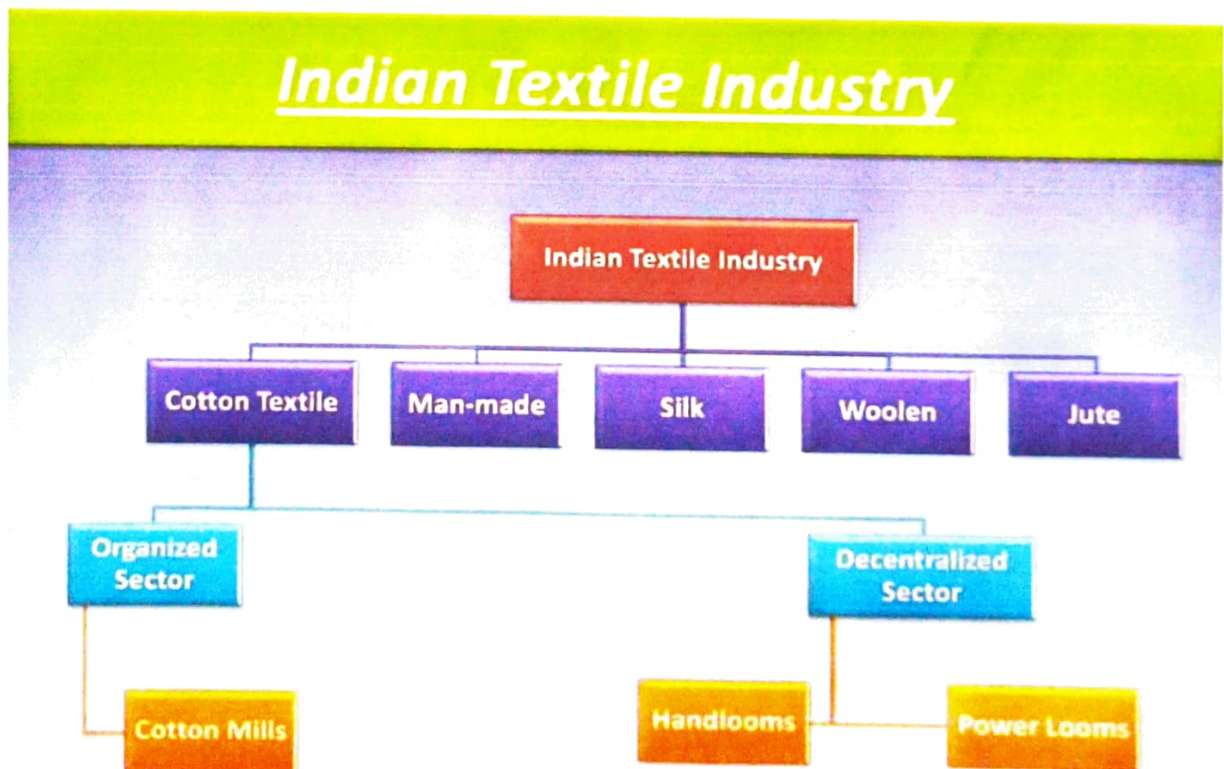 Indian Textile Industry
Indian Textile Industry
Cotton Textile
Man-made
Silk
Woolen
Jute
Organized
Sector
Decentralized
Sector
Cotton Mills
Handlooms
Power Looms